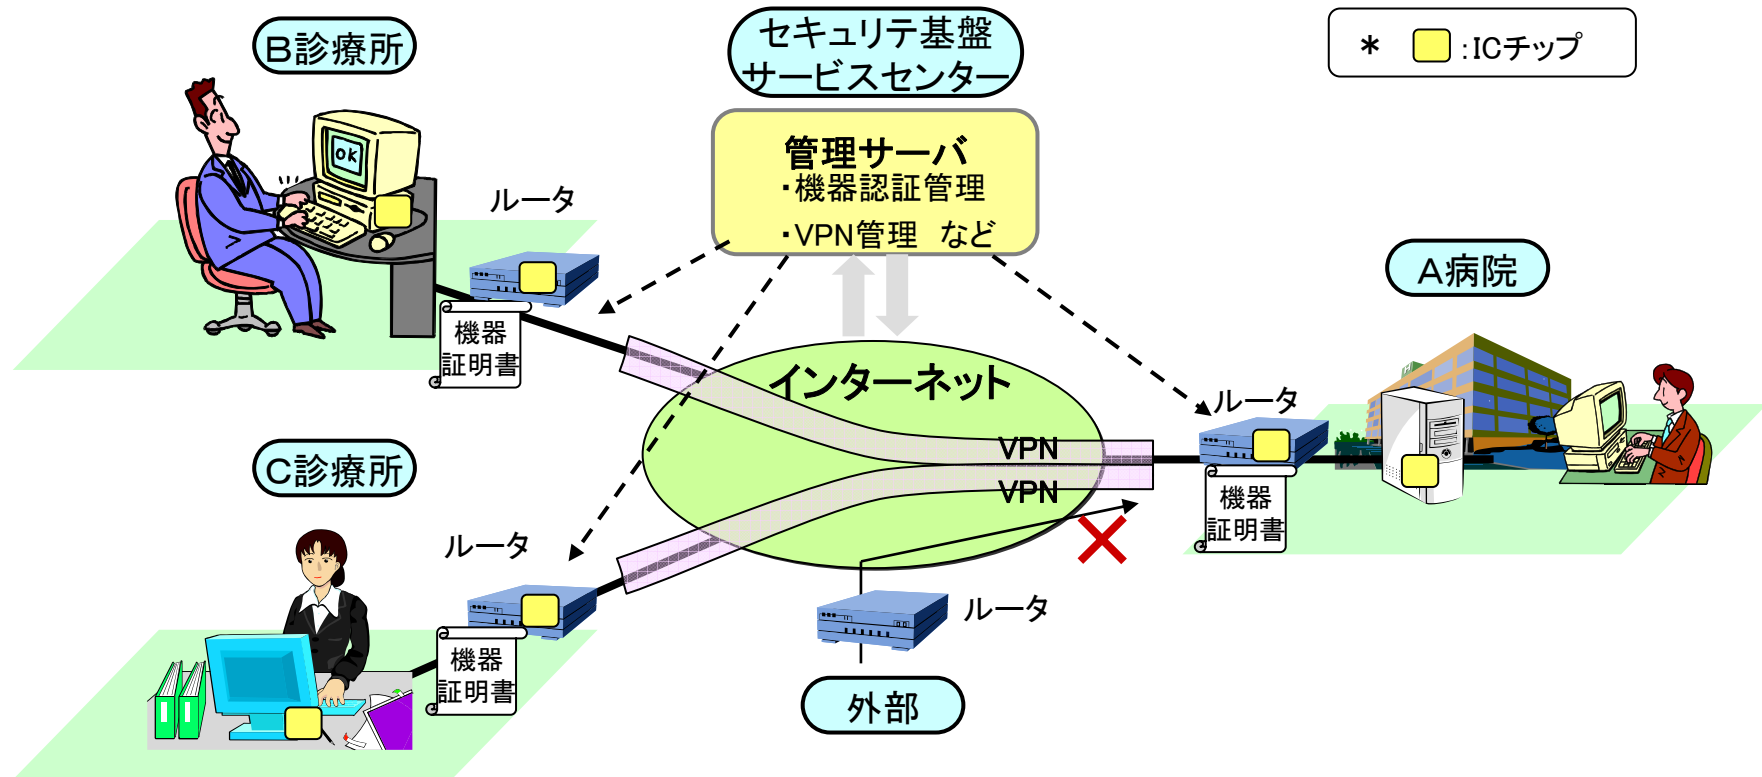 B診療所
セキュリテ基盤
サービスセンター
* :ICチップ
管理サーバ
・機器認証管理
・VPN管理 など
OK
ルータ
A病院
機器
証明書
インターネット
ルータ
VPN
VPN
C診療所
機器
証明書
ルータ
ルータ
機器
証明書
外部